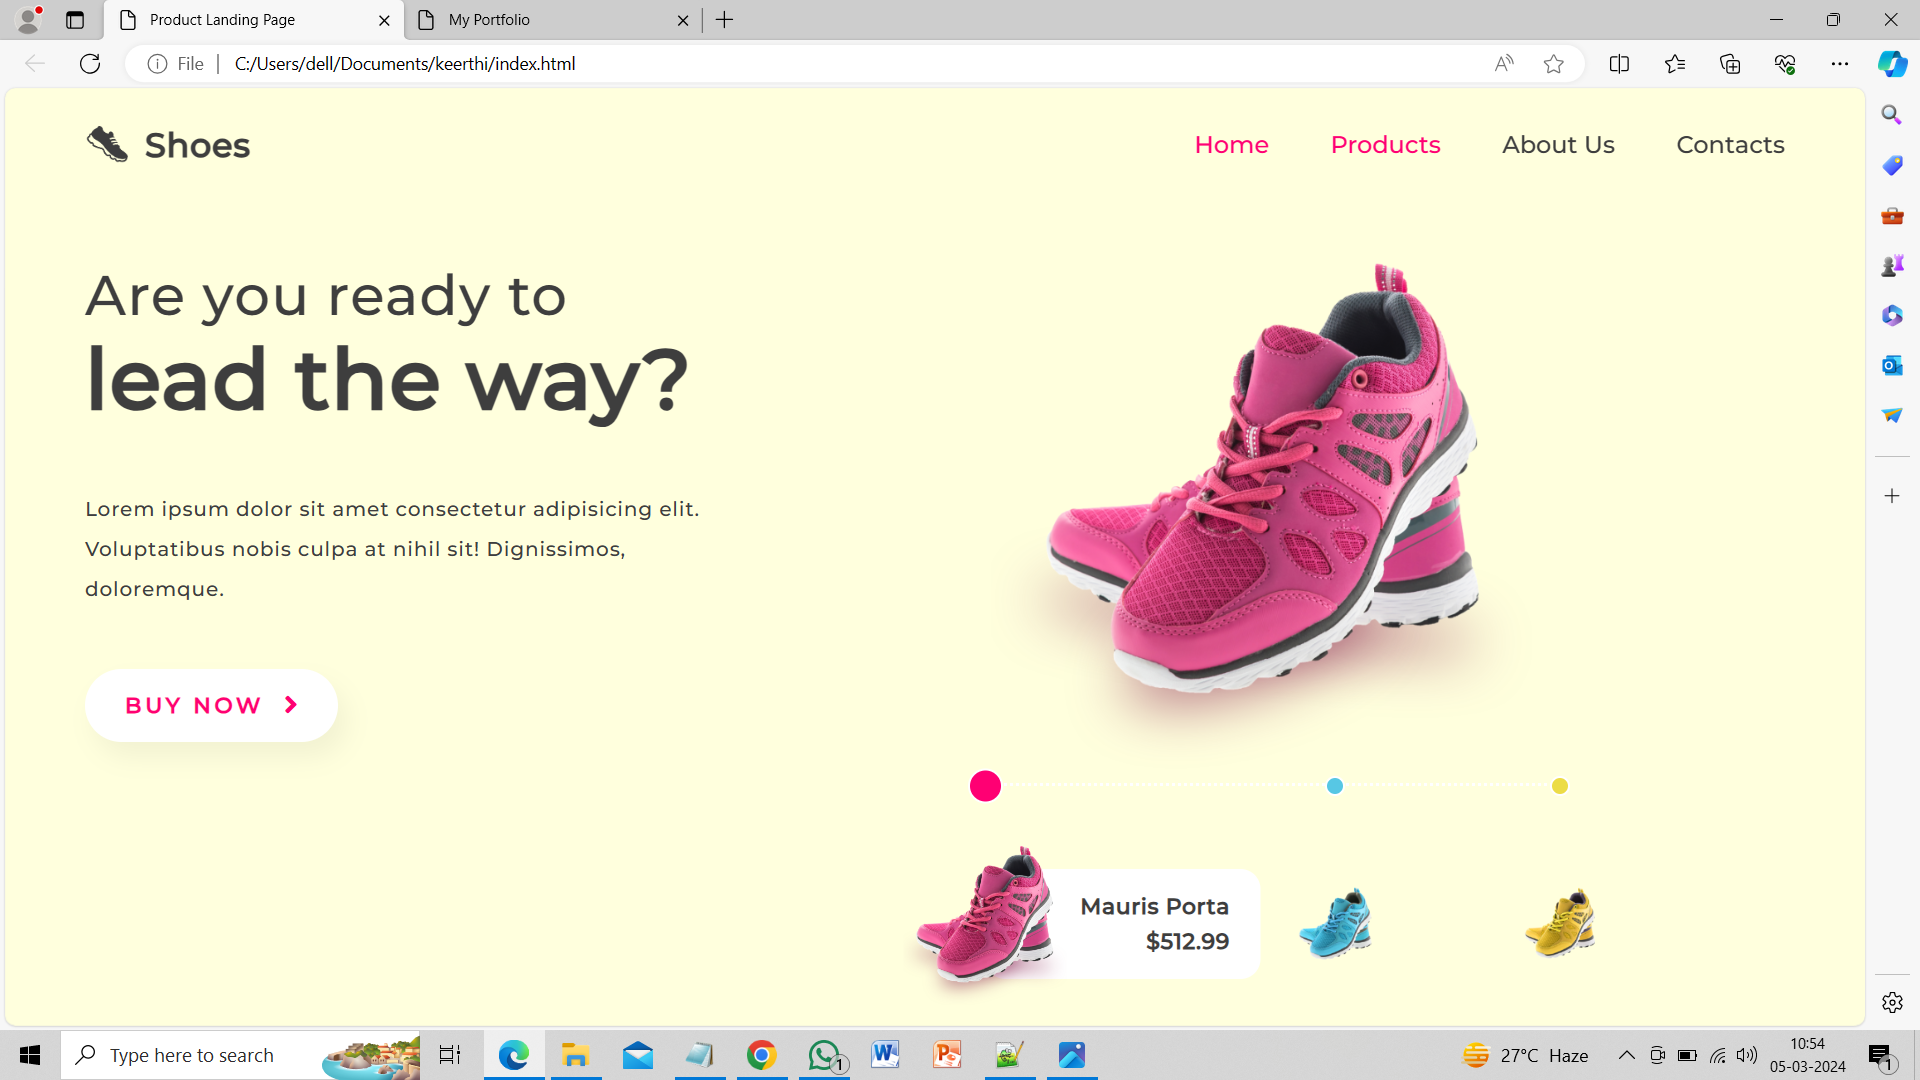 Product Landing Page
My Portfolio
File
C:/Users/dell/Documents/keerthi/index.html
Shoes
Home
Products
About Us
Contacts
Are you ready to
lead the way?
Lorem ipsum dolor sit amet consectetur adipisicing elit.
Voluptatibus nobis culpa at nihil sit! Dignissimos,
doloremque.
BUY NOW
Mauris Porta
$512.99
Type here to search
1
27°C Haze
10:54
05-03-2024
1